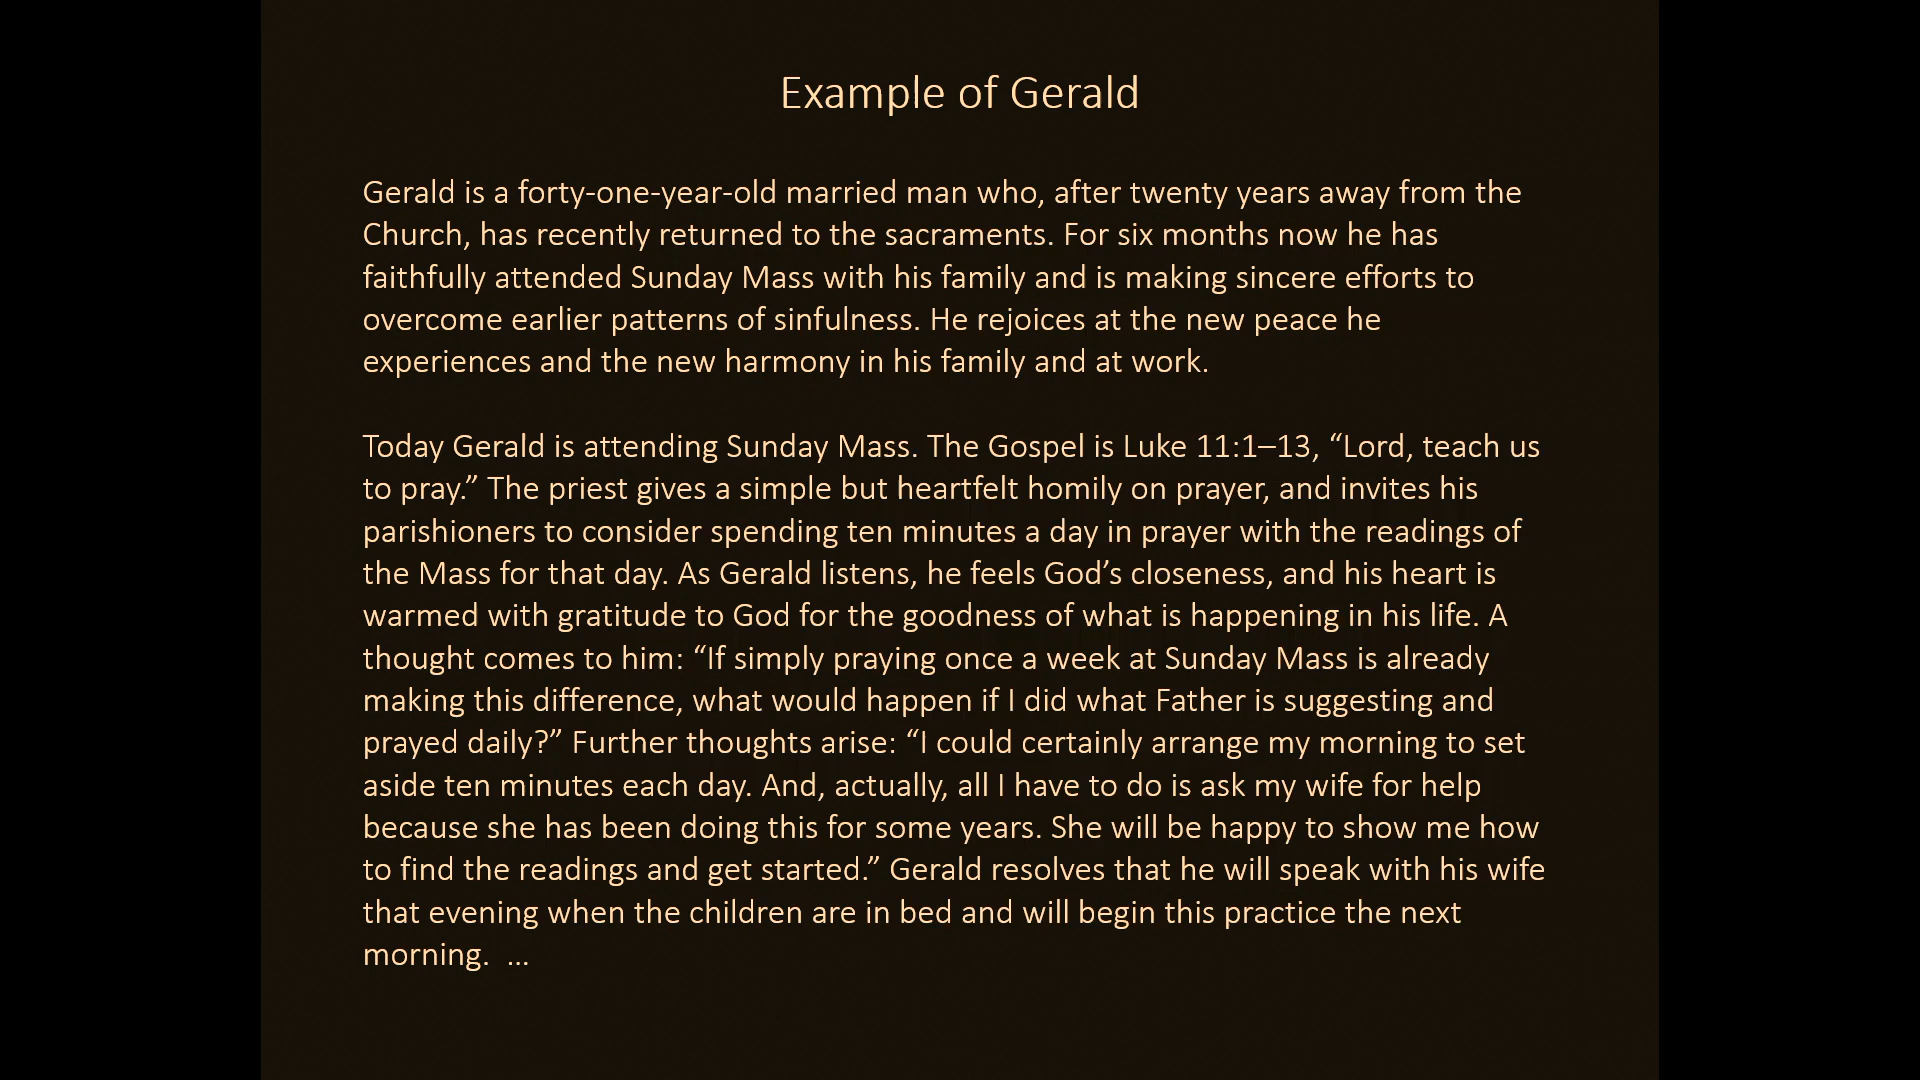 Example of Gerald
Gerald is a forty-one-year-old married man who, after twenty years away from the
Church, has recently returned to the sacraments. For six months now he has
faithfully attended Sunday Mass with his family and is making sincere efforts to
overcome earlier patterns of sinfulness. He rejoices at the new peace he
experiences and the new harmony in his family and at work.
Today Gerald is attending Sunday Mass. The Gospel is Luke 11:1–13, “Lord, teach us
to pray.” The priest gives a simple but heartfelt homily on prayer, and invites his
parishioners to consider spending ten minutes a day in prayer with the readings of
the Mass for that day. As Gerald listens, he feels God’s closeness, and his heart is
warmed with gratitude to God for the goodness of what is happening in his life. A
thought comes to him: “If simply praying once a week at Sunday Mass is already
making this difference, what would happen if I did what Father is suggesting and
prayed daily?” Further thoughts arise: “I could certainly arrange my morning to set
aside ten minutes each day. And, actually, all I have to do is ask my wife for help
because she has been doing this for some years. She will be happy to show me how
to find the readings and get started.” Gerald resolves that he will speak with his wife
that evening when the children are in bed and will begin this practice the next
morning.  …